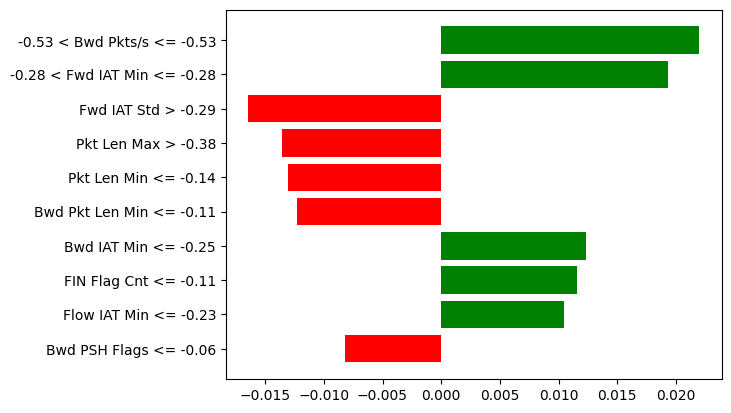 -0.53 < Bwd Pkts/s <= -0.53
-0.28 < Fwd IAT Min <= -0.28
Fwd IAT Std > -0.29
Pkt Len Max > -0.38
Pkt Len Min <= -0.14
Bwd Pkt Len Min <= -0.11
Bwd IAT Min <= -0.25
FIN Flag Cnt <= -0.11
Flow IAT Min <= -0.23
Bwd PSH Flags <= -0.06
−0.015 −0.010 −0.005 0.000 0.005 0.010 0.015 0.020